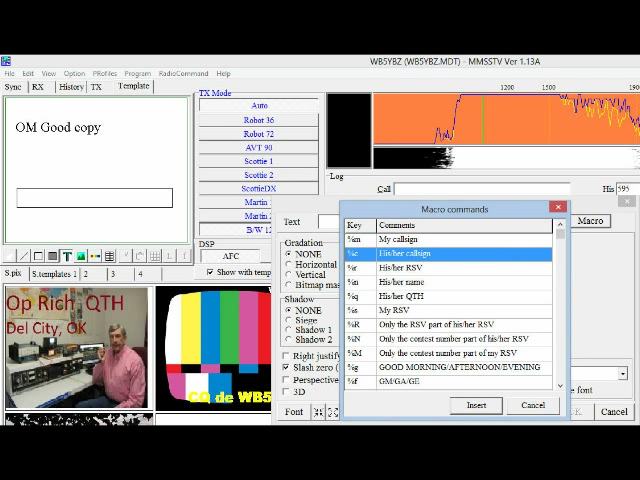 WB5YBZ (WB5YBZ.MDT) - MMSSTV Ver 1.13A
File Edit View Option PRofiles Program RadioCommand Help
Sync RX History TX Template
OM Good copy
TX Mode
Auto
Robot 36
Robot 72
AVT 90
Scottie 1
Scottie 2
ScottieDX
Martin 1
Martin
B/W 12
DSP
AFC
Show with temp
1200 1500 1900
Log
Call His 595
Text Macro
Gradation
NONE
Horizontal
Vertical
Bitmap mas
Shadow
NONE
Siege
Shadow 1
Shadow 2
Right justify
Slash zero (
Perspective
3D
Font
Macro commands
Key Comments
%m My callsign
%c His/her callsign
%r His/her RSV
%n His/her name
%q His/her QTH
%s My RSV
%R Only the RSV part of his/her RSV
%N Only the contest number part of his/her RSV
%M Only the contest number part of my RSV
%g GOOD MORNING/AFTERNOON/EVENING
%f GM/GA/GE
Insert Cancel
e font
K Cancel
S.pix S.templates 1 2 3 4
Op Rich QTH
Del City, OK
CQ de WB5